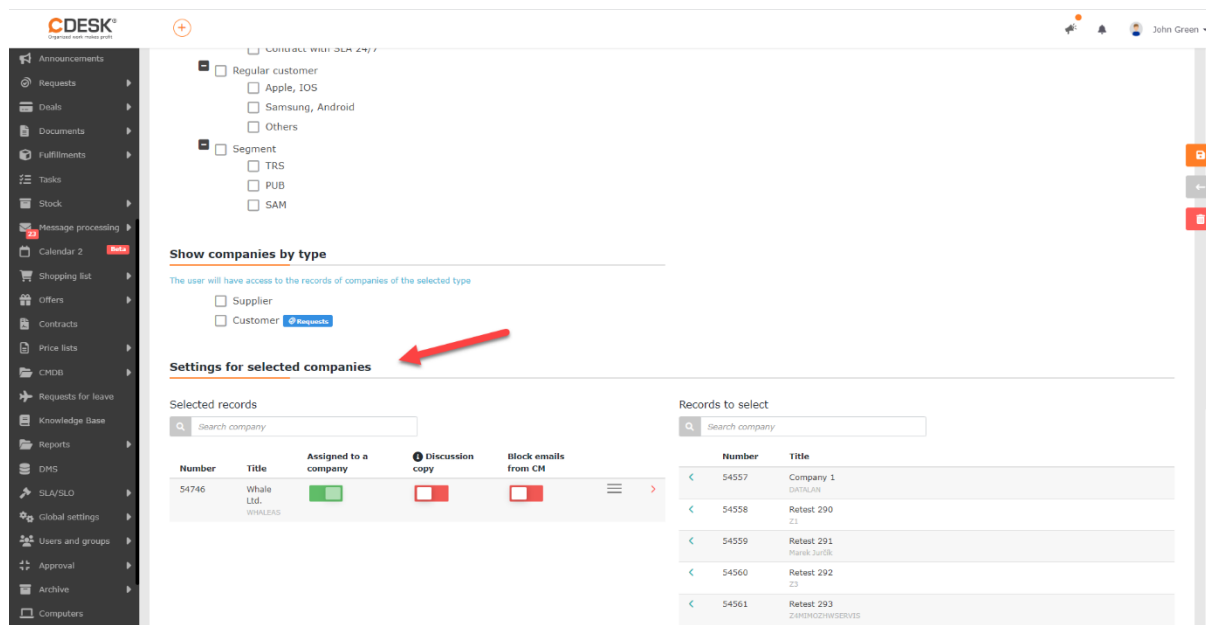 CDESK®
Organized work makes profit
John Green
Announcements
Requests
Deals
Documents
Fulfillments
Tasks
Stock
Message processing
23
Calendar 2 Beta
Shopping list
Offers
Contracts
Price lists
CMDB
Requests for leave
Knowledge Base
Reports
DMS
SLA/SLO
Global settings
Users and groups
Approval
Archive
Computers
Contract with SLA 24/7
Regular customer
Apple, IOS
Samsung, Android
Others
Segment
TRS
PUB
SAM
Show companies by type
The user will have access to the records of companies of the selected type
Supplier
Customer Requests
Settings for selected companies
Selected records
Search company
Number Title Assigned to a company Discussion copy Block emails from CM
54746 Whale Ltd.
WHALEAS
Records to select
Search company
Number Title
54557 Company 1
DATALAN
54558 Retest 290
Z1
54559 Retest 291
Marek Jurčík
54560 Retest 292
Z3
54561 Retest 293
Z4MIMOZHWSERVIS